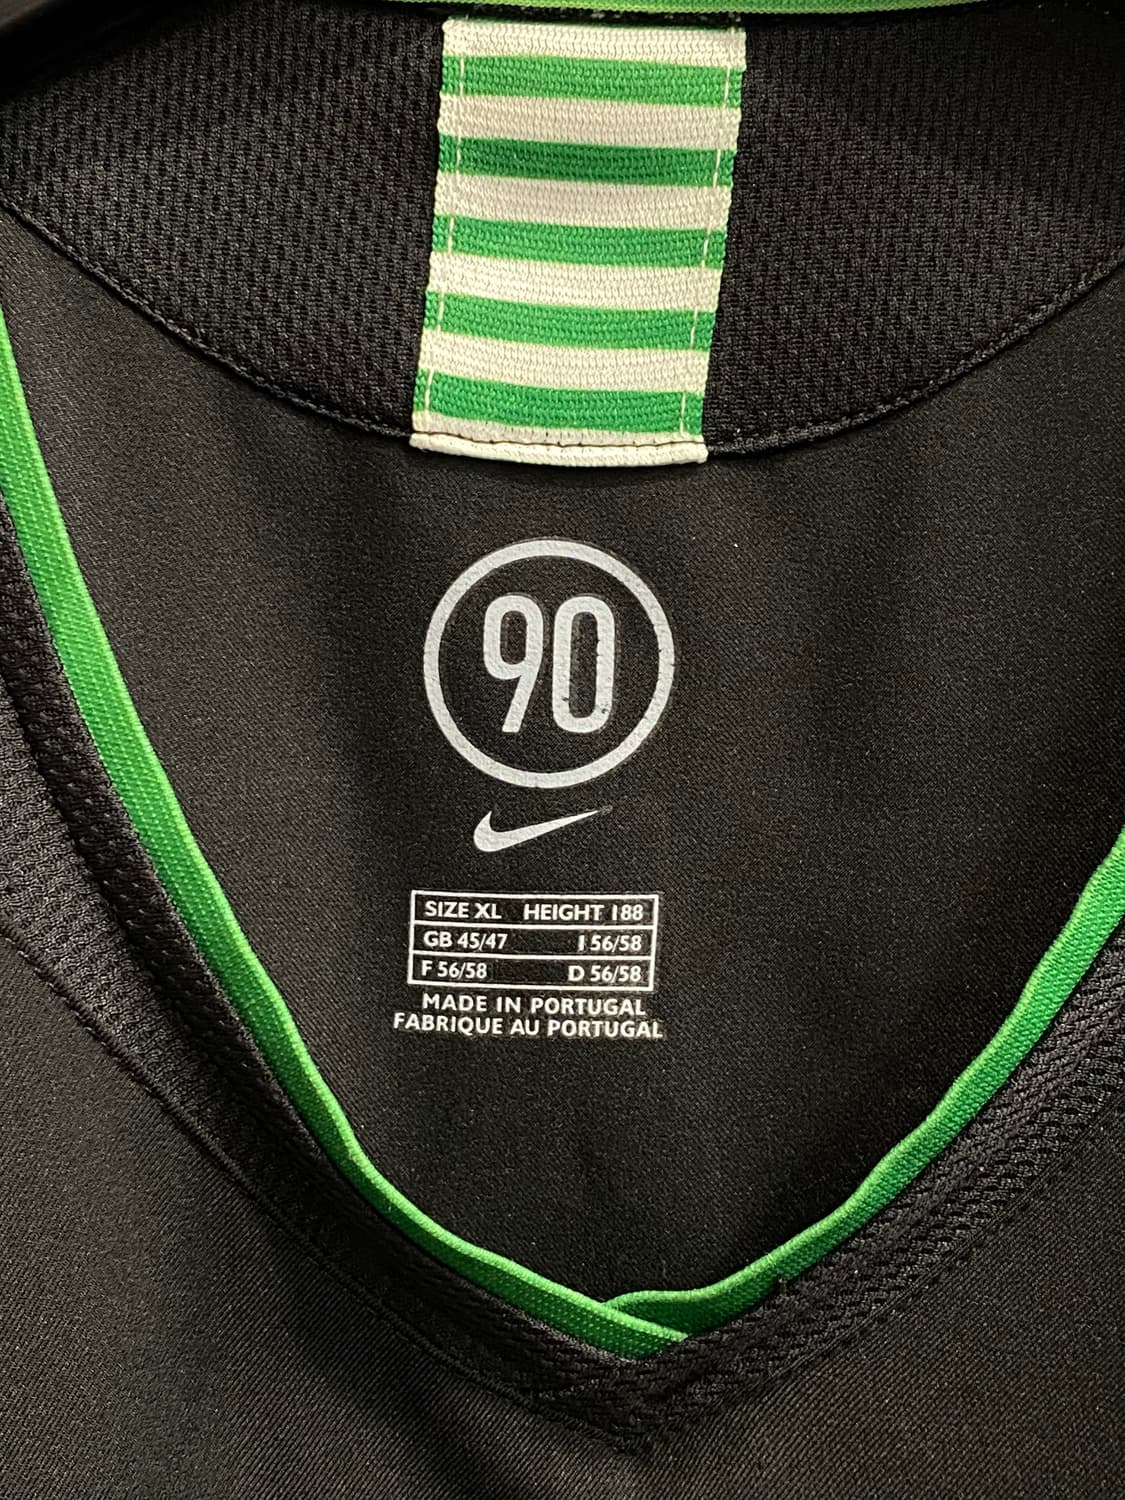 90
SIZE XL HEIGHT 188
GB 45/47 I 56/58
F 56/58 D 56/58
MADE IN PORTUGAL
FABRIQUE AU PORTUGAL